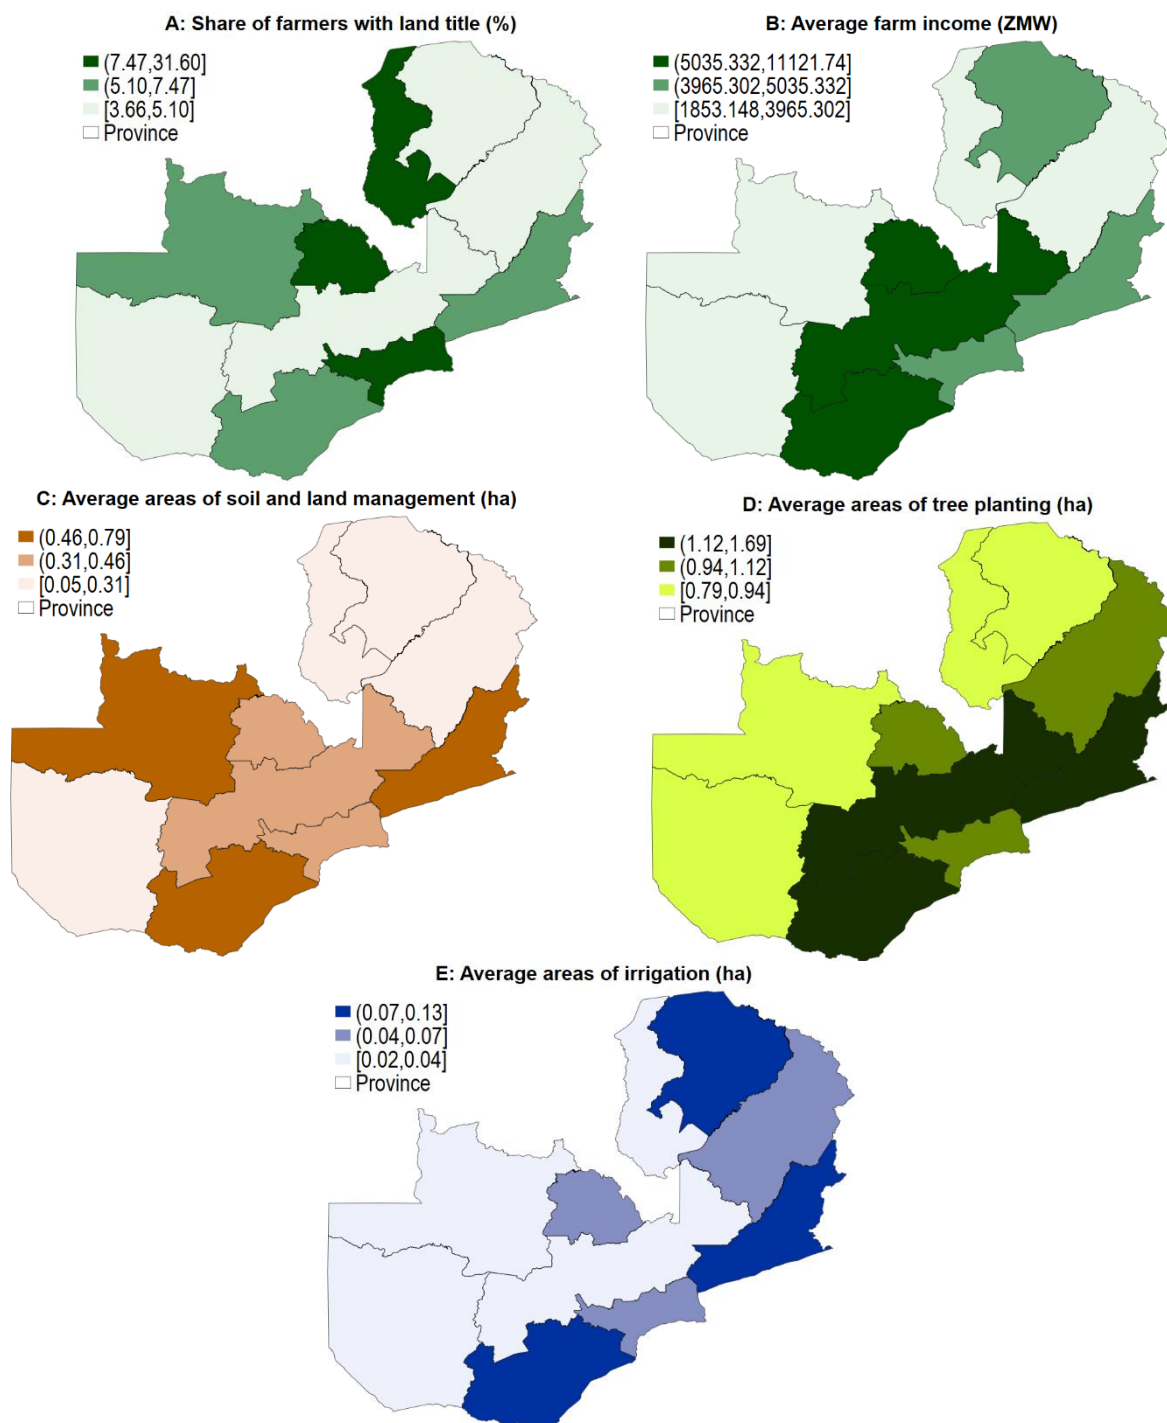 A: Share of farmers with land title (%)
(7.47,31.60]
(5.10,7.47]
[3.66,5.10]
Province
B: Average farm income (ZMW)
(5035.332,11121.74]
(3965.302,5035.332]
[1853.148,3965.302]
Province
C: Average areas of soil and land management (ha)
(0.46,0.79]
(0.31,0.46]
[0.05,0.31]
Province
D: Average areas of tree planting (ha)
(1.12,1.69]
(0.94,1.12]
[0.79,0.94]
Province
E: Average areas of irrigation (ha)
(0.07,0.13]
(0.04,0.07]
[0.02,0.04]
Province